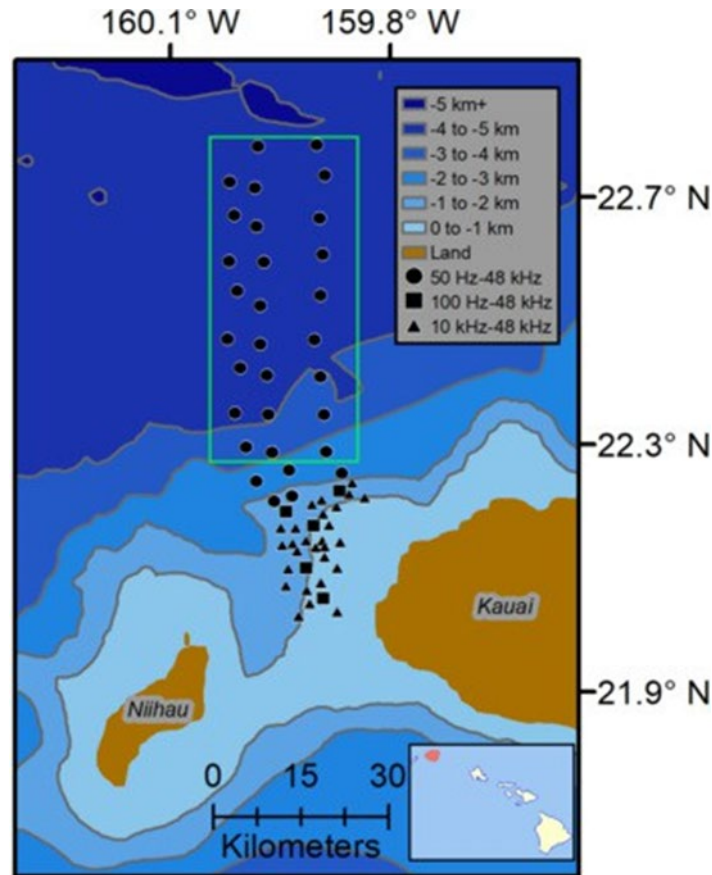 160.1° W 159.8° W
-5 km+
-4 to -5 km
-3 to -4 km
-2 to -3 km
-1 to -2 km
0 to -1 km
Land
50 Hz-48 kHz
100 Hz-48 kHz
10 kHz-48 kHz
22.7° N
22.3° N
Kauai
21.9° N
Niihau
0 15 30
Kilometers